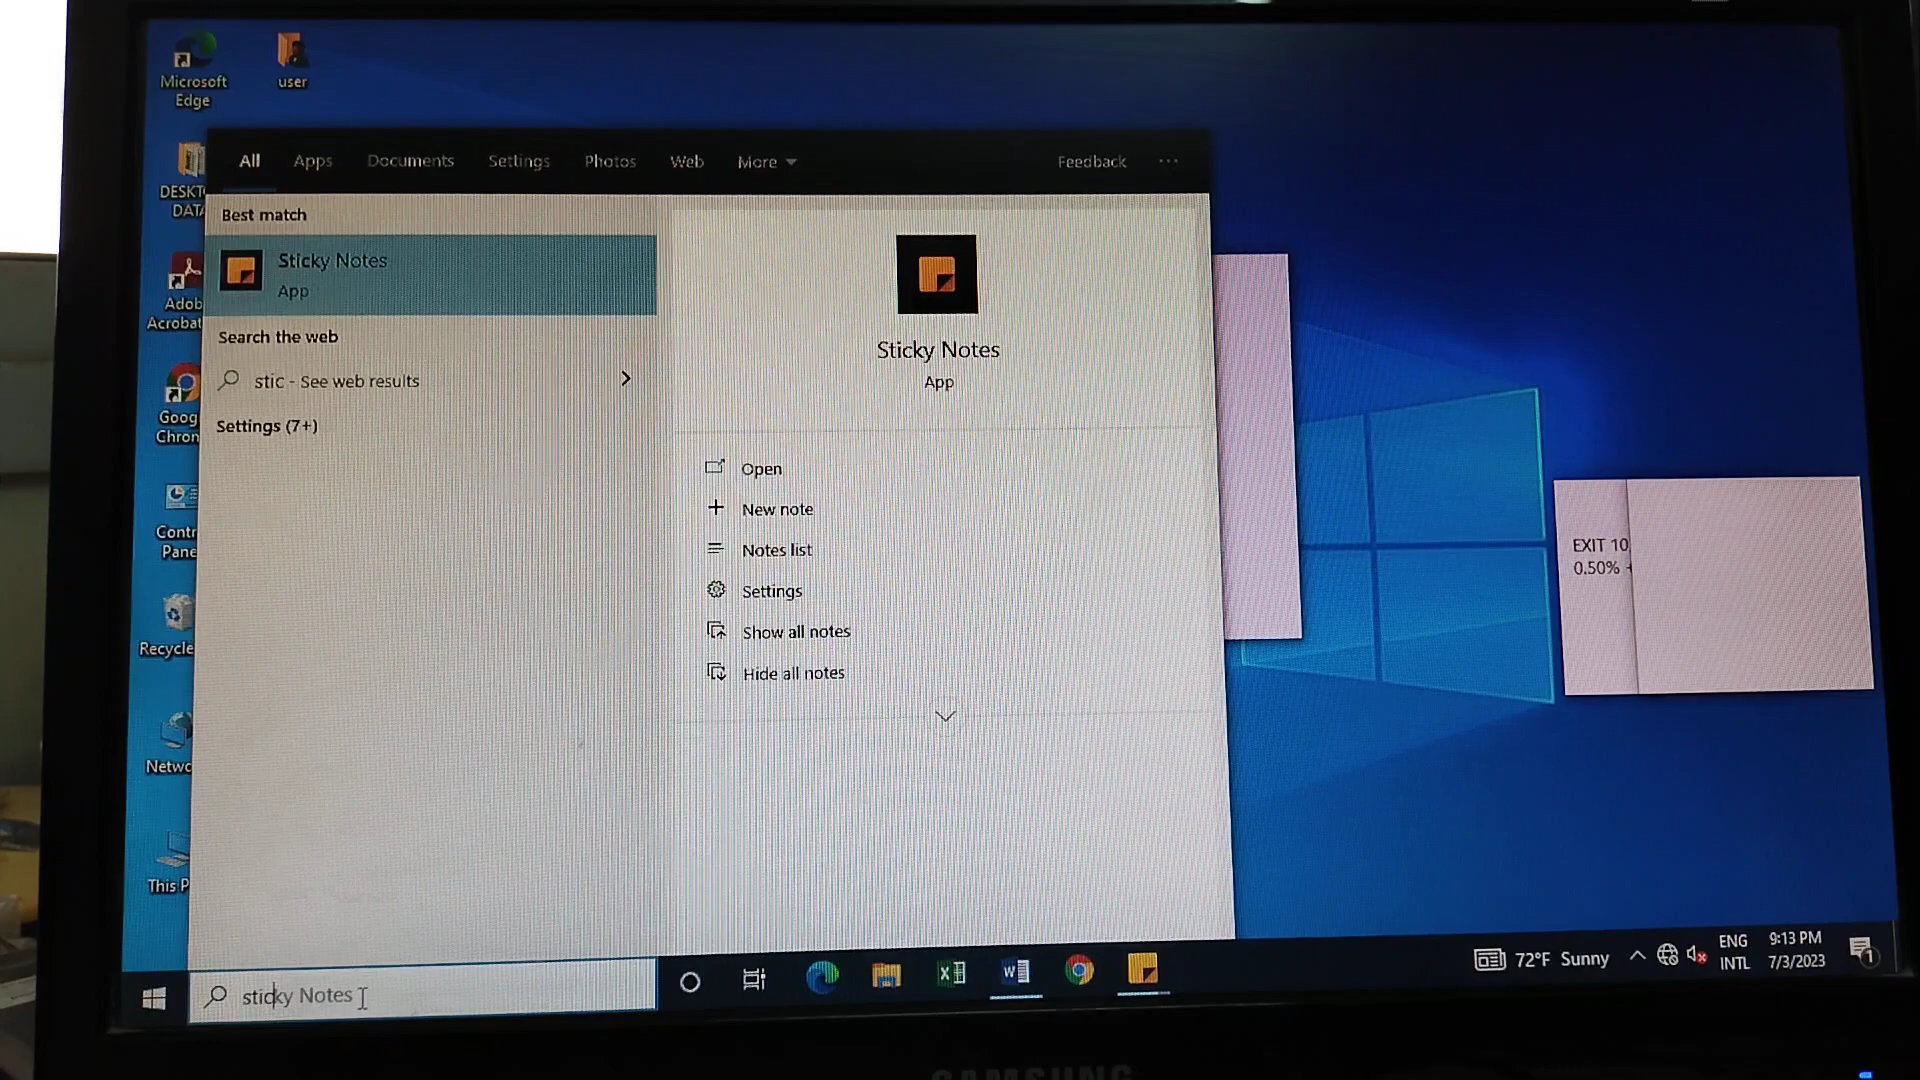 Microsoft
Edge
user
DESKT
DATA
Adob
Acrobat
Goog
Chron
Contr
Pane
Recycle
Netwo
This P
All
Apps
Documents
Settings
Photos
Web
More
Feedback
Best match
Sticky Notes
App
Search the web
stic - See web results
Settings (7+)
Sticky Notes
App
Open
New note
Notes list
Settings
Show all notes
Hide all notes
EXIT 10
0.50% +
sticky Notes
72°F Sunny
ENG
INTL
9:13 PM
7/3/2023
1
SAMSUNG